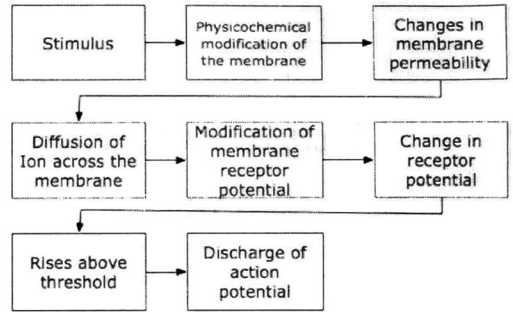 Stimulus
Physicochemical
modification of
the membrane
Changes in
membrane
permeability
Diffusion of
Ion across the
membrane
Modification of
membrane
receptor
potential
Change in
receptor
potential
Rises above
threshold
Discharge of
action
potential